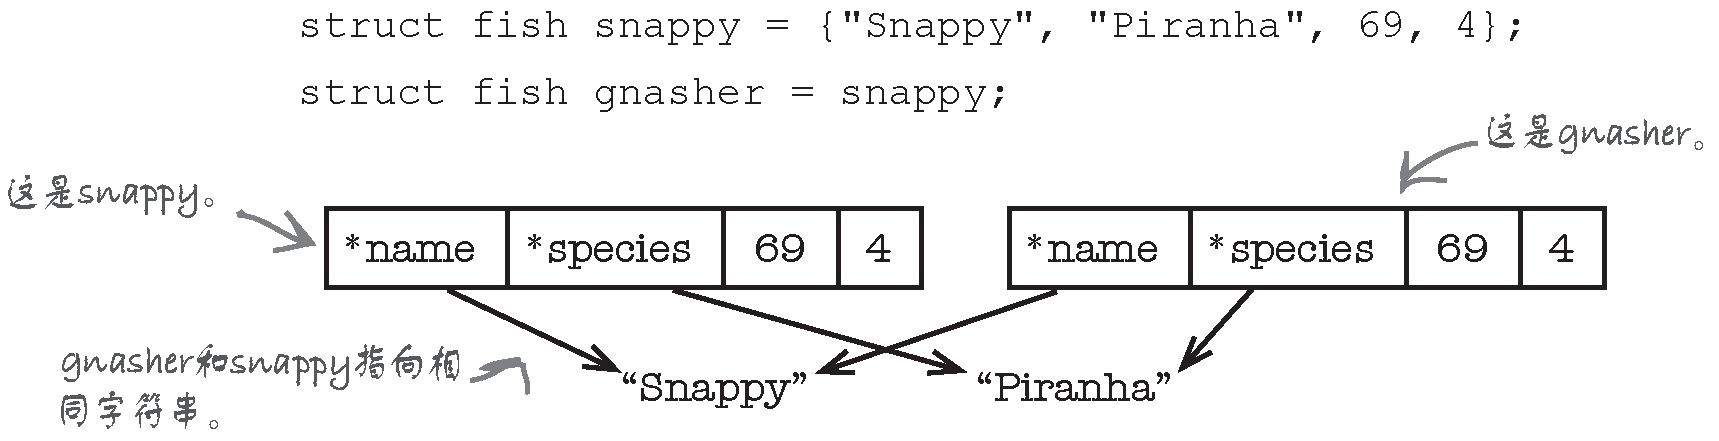 struct fish snappy = {"Snappy", "Piranha", 69, 4};
struct fish gnasher = snappy;
这是gnasher。
这是snappy。
*name *species 69 4
*name *species 69 4
gnasher和snappy指向相
同字符串。
“Snappy” “Piranha”